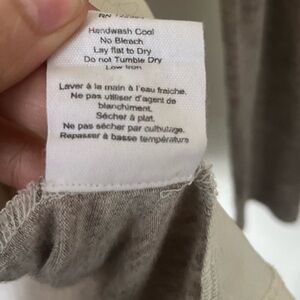 Handwash Cool
No Bleach
Lay flat to Dry
Do not Tumble Dry
Low Iron
Laver à la main à l'eau fraiche.
Ne pas utiliser d'agent de
blanchiment.
Sécher à plat.
Ne pas sécher par culbutage.
Repasser à basse température